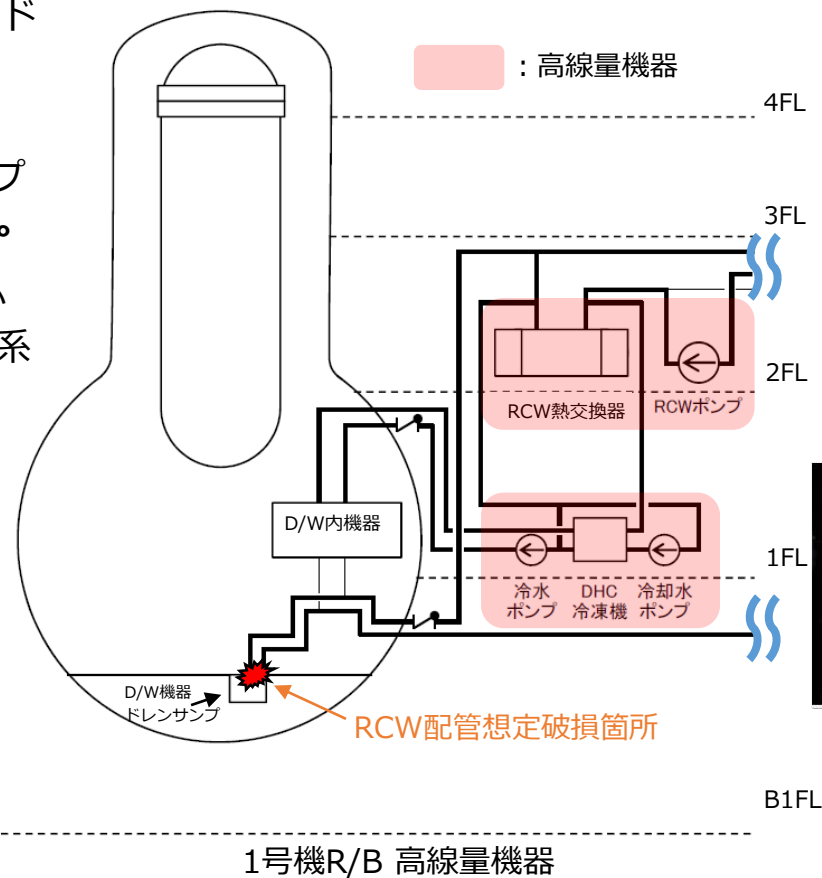 ド
：高線量機器
4FL
プ
3FL
。
系
2FL
RCW熱交換器
RCWポンプ
D/W内機器
1FL
冷水
ポンプ
DHC
冷凍機
冷却水
ポンプ
D/W機器
ドレンサンプ
RCW配管想定破損箇所
B1FL
1号機R/B 高線量機器